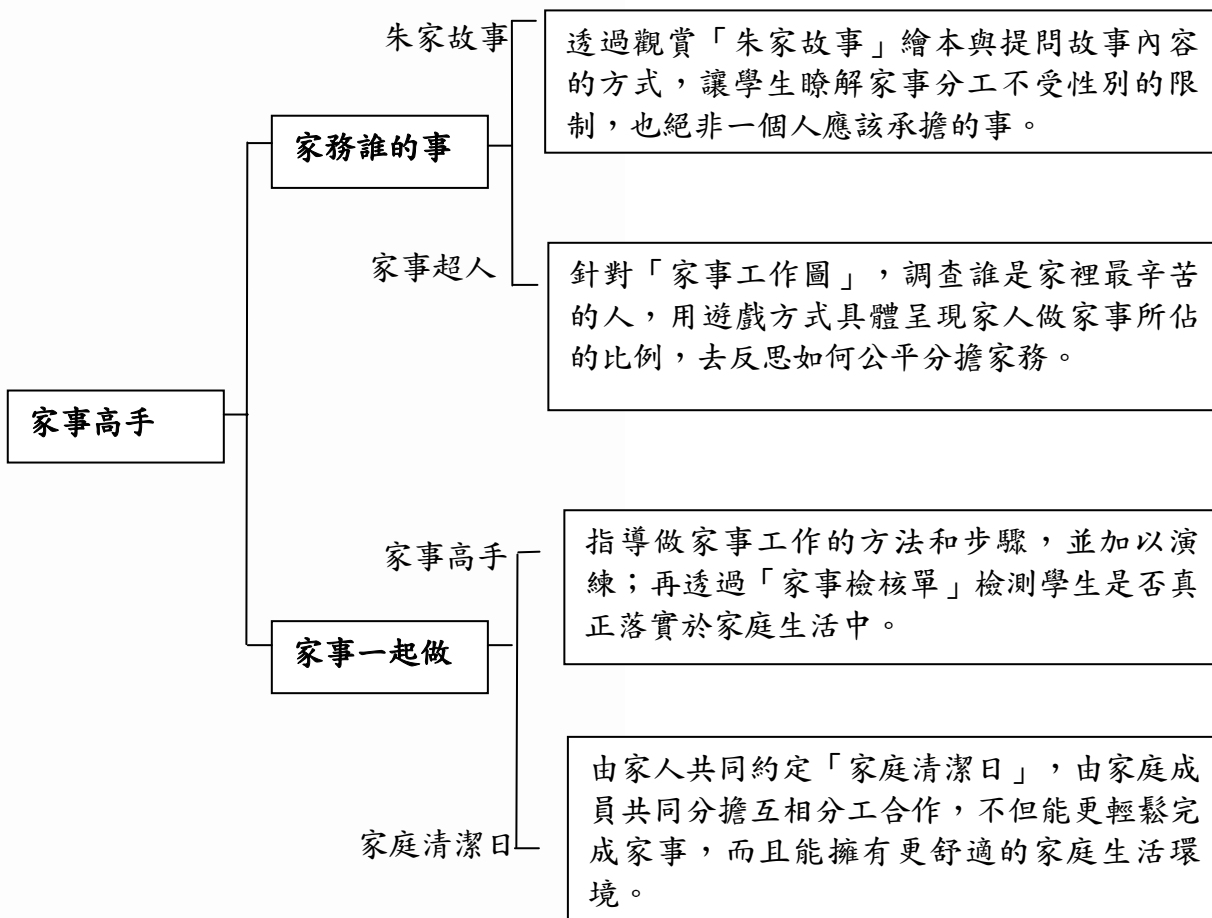 朱家故事
透過觀賞「朱家故事」繪本與提問故事內容
的方式，讓學生瞭解家事分工不受性別的限
制，也絕非一個人應該承擔的事。
家務誰的事
家事超人
針對「家事工作圖」，調查誰是家裡最辛苦
的人，用遊戲方式具體呈現家人做家事所佔
的比例，去反思如何公平分擔家務。
家事高手
家事高手
指導做家事工作的方法和步驟，並加以演
練；再透過「家事檢核單」檢測學生是否真
正落實於家庭生活中。
家事一起做
家庭清潔日
由家人共同約定「家庭清潔日」，由家庭成
員共同分擔互相分工合作，不但能更輕鬆完
成家事，而且能擁有更舒適的家庭生活環
境。